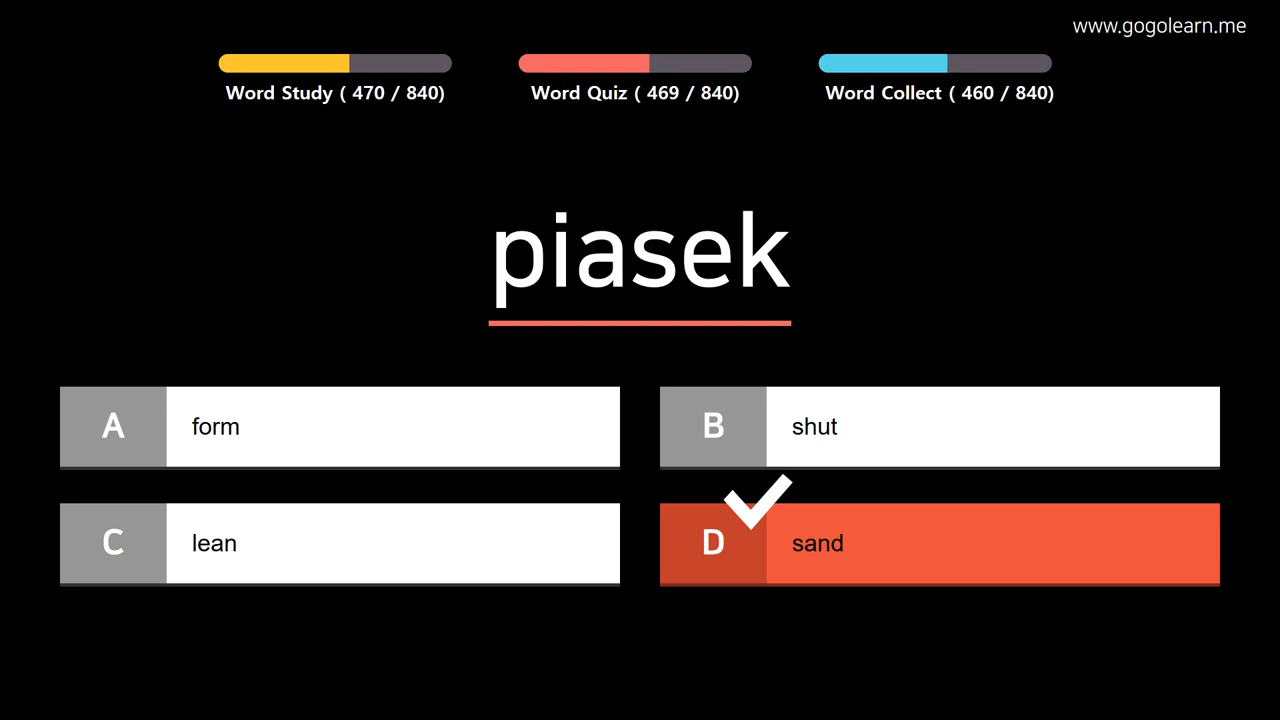 www.gogolearn.me
Word Study ( 470 / 840)
Word Quiz ( 469 / 840)
Word Collect ( 460 / 840)
piasek
A form
B shut
C lean
D sand